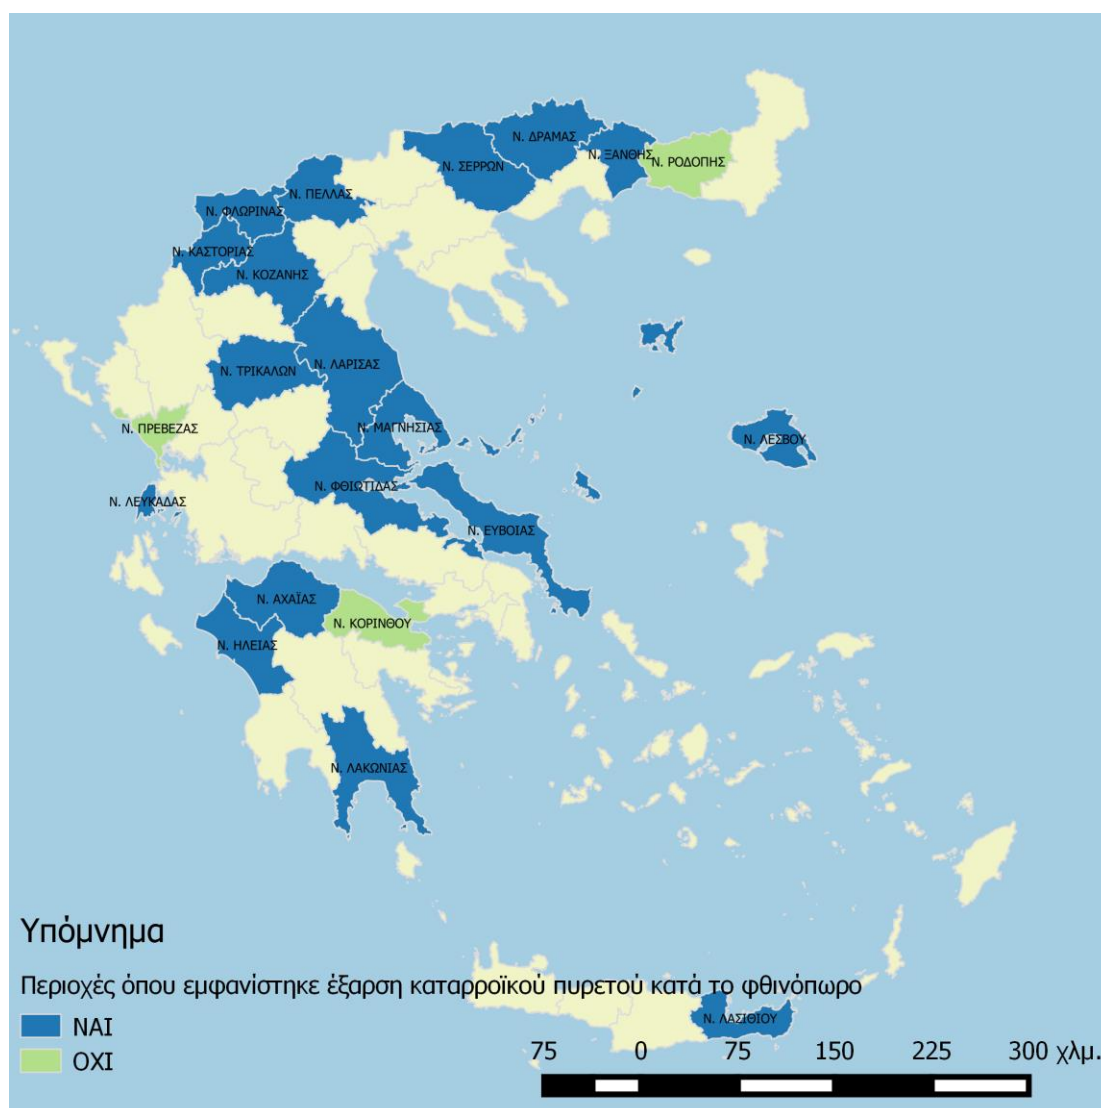 Ν. ΔΡΑΜΑΣ
Ν. ΞΑΝΘΗΣ
Ν. ΡΟΔΟΠΗΣ
Ν. ΣΕΡΡΩΝ
Ν. ΠΕΛΛΑΣ
Ν. ΦΛΩΡΙΝΑΣ
Ν. ΚΑΣΤΟΡΙΑΣ
Ν. ΚΟΖΑΝΗΣ
Ν. ΤΡΙΚΑΛΩΝ
Ν. ΛΑΡΙΣΑΣ
Ν. ΠΡΕΒΕΖΑΣ
Ν. ΜΑΓΝΗΣΙΑΣ
Ν. ΛΕΣΒΟΥ
Ν. ΦΘΙΩΤΙΔΑΣ
Ν. ΛΕΥΚΑΔΑΣ
Ν. ΕΥΒΟΙΑΣ
Ν. ΑΧΑΪΑΣ
Ν. ΚΟΡΙΝΘΟΥ
Ν. ΗΛΕΙΑΣ
Ν. ΛΑΚΩΝΙΑΣ
Ν. ΛΑΣΙΘΙΟΥ
Υπόμνημα
Περιοχές όπου εμφανίστηκε έξαρση καταρροϊκού πυρετού κατά το φθινόπωρο
ΝΑΙ
ΟΧΙ
75 0 75 150 225 300 χλμ.